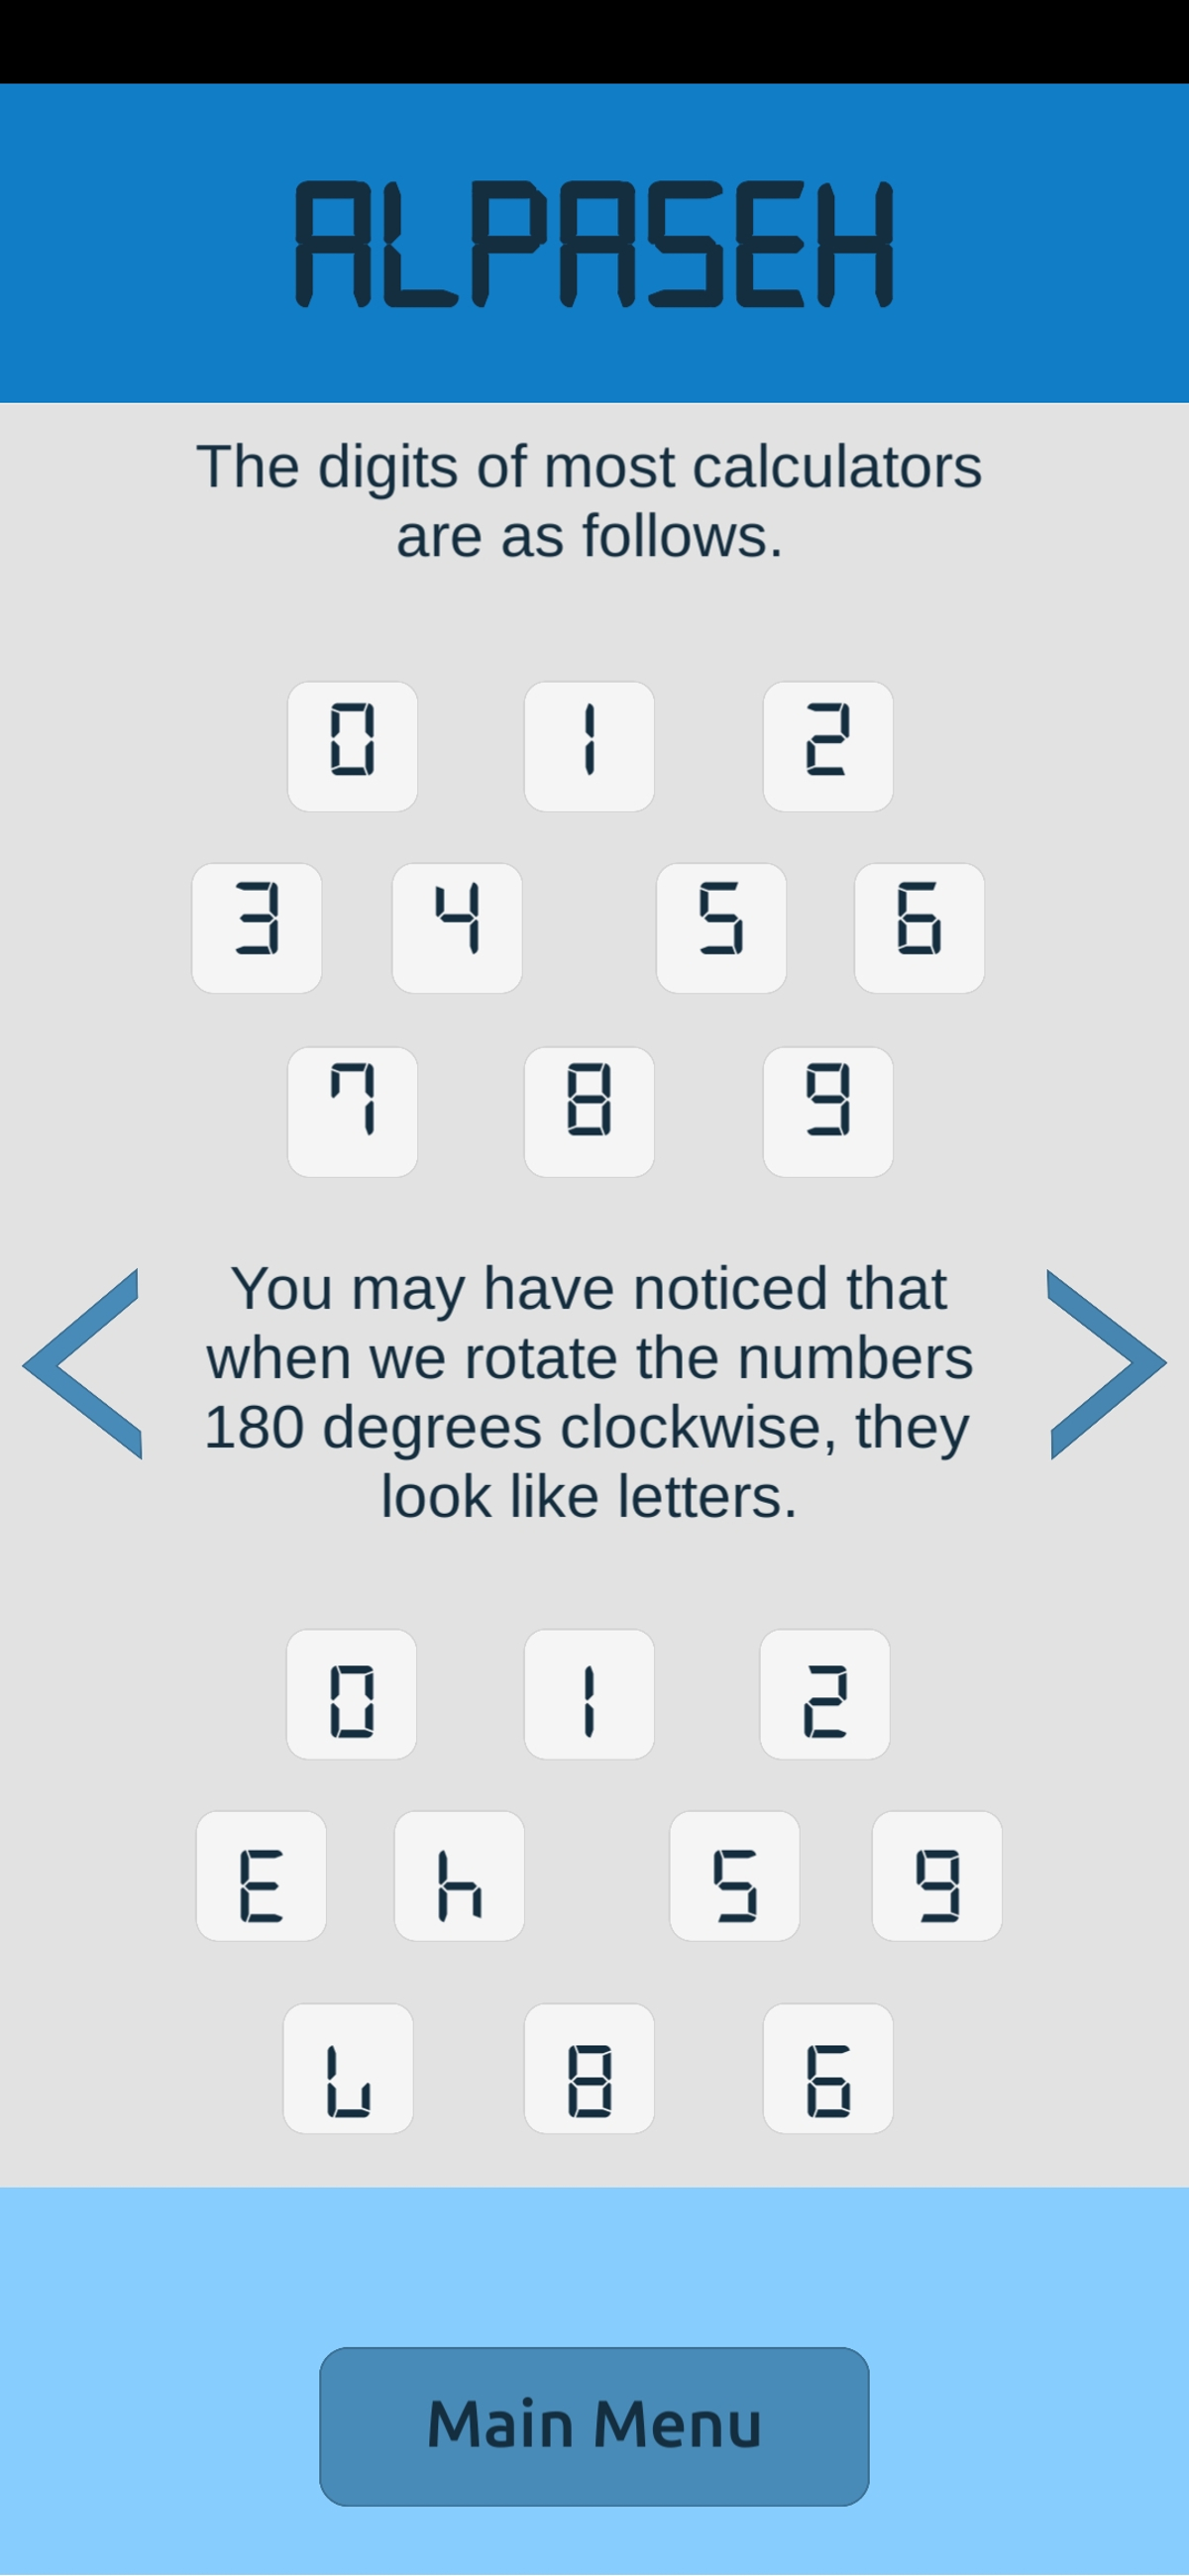 ALPASEH
The digits of most calculators
are as follows.
0 1 2
3 4 5 6
7 8 9
You may have noticed that
when we rotate the numbers
180 degrees clockwise, they
look like letters.
0 1 2
E h 5 9
L 8 6
Main Menu